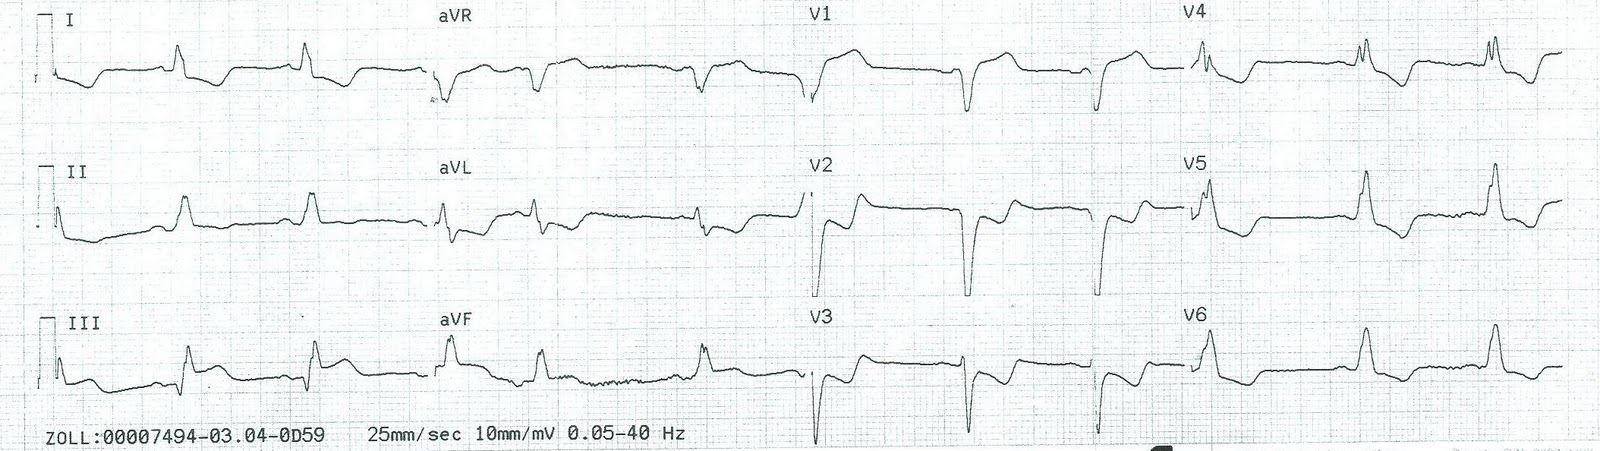 I aVR V1 V4
II aVL V2 V5
III aVF V3 V6
ZOLL:00007494-03.04-0D59 25mm/sec 10mm/mV 0.05-40 Hz